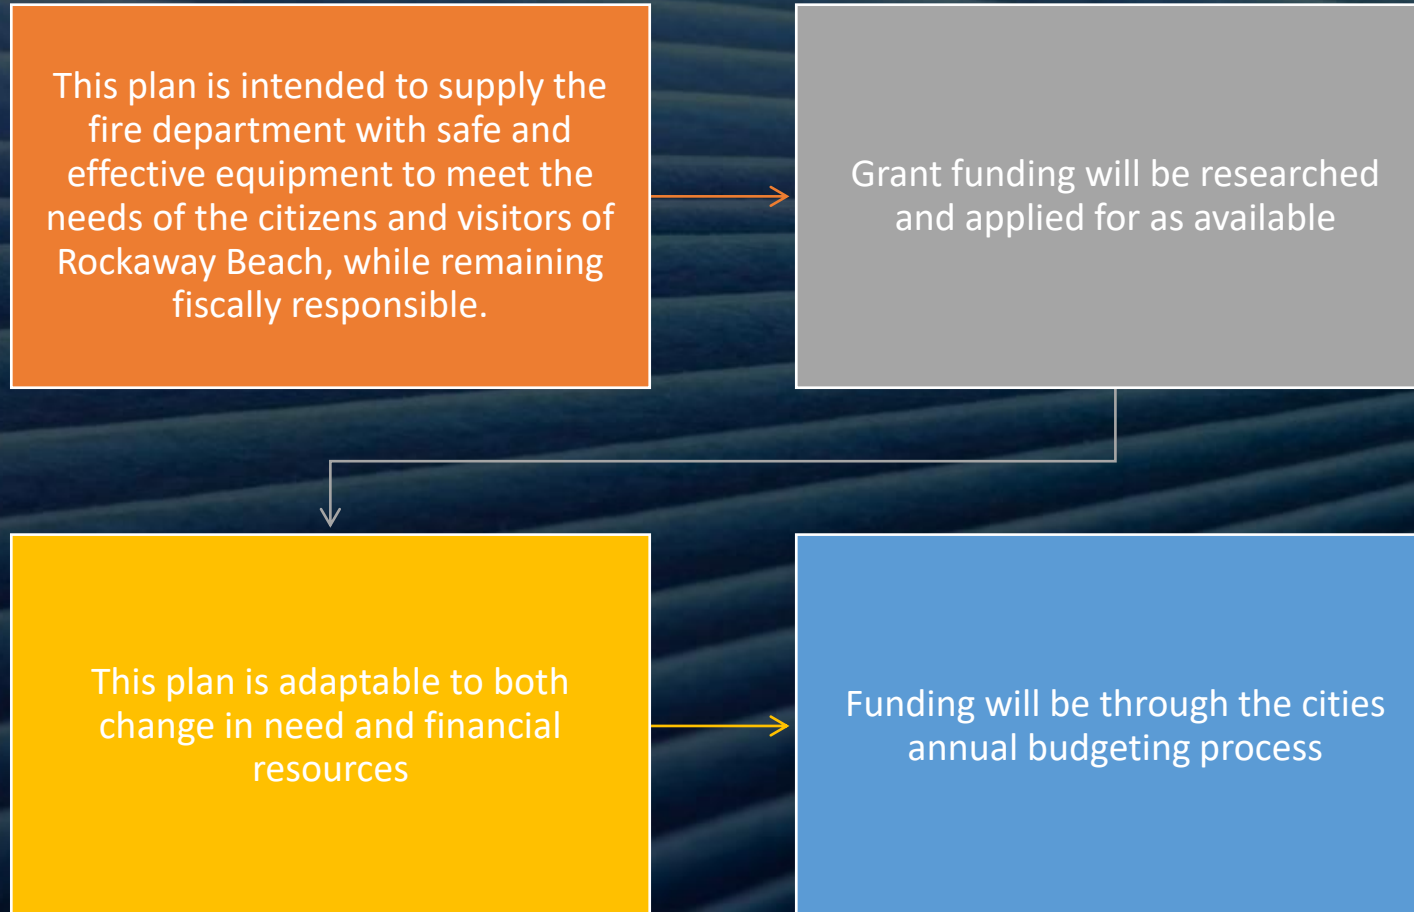 This plan is intended to supply the
fire department with safe and
effective equipment to meet the
needs of the citizens and visitors of
Rockaway Beach, while remaining
fiscally responsible.
Grant funding will be researched
and applied for as available
This plan is adaptable to both
change in need and financial
resources
Funding will be through the cities
annual budgeting process